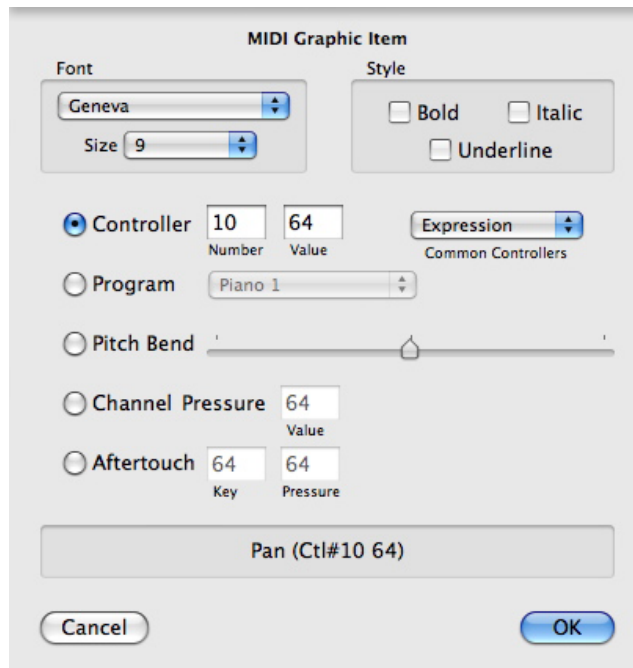 MIDI Graphic Item
Font
Style
Geneva
Size 9
Bold
Italic
Underline
Controller 10 64 Expression
Number Value Common Controllers
Program Piano 1
Pitch Bend
Channel Pressure 64
Value
Aftertouch 64 64
Key Pressure
Pan (Ctl#10 64)
Cancel
OK